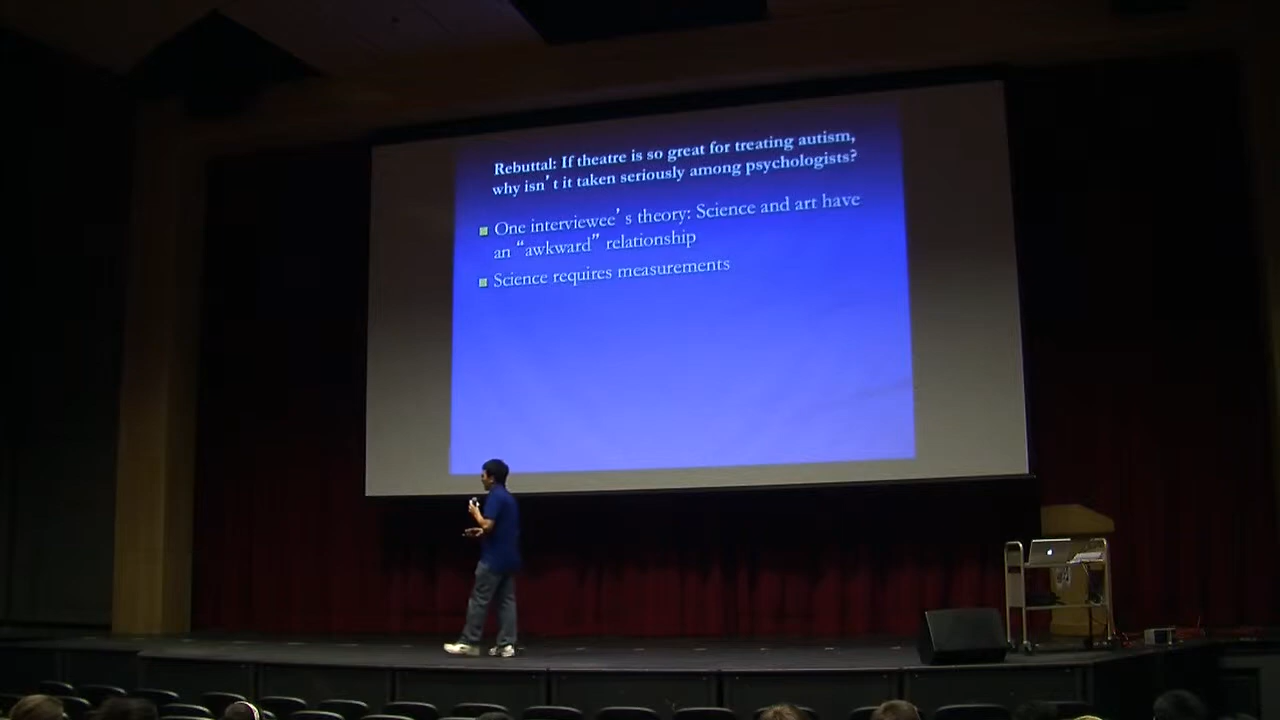 Rebuttal: If theatre is so great for treating autism,
why isn’t it taken seriously among psychologists?
One interviewee’s theory: Science and art have
an “awkward” relationship
Science requires measurements